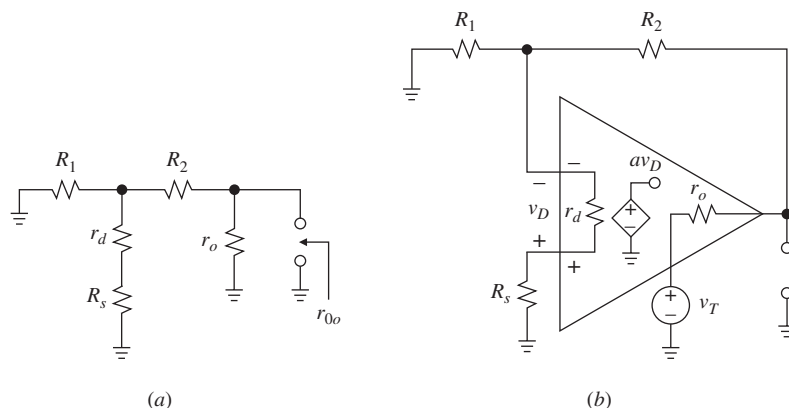 R1 R2
rd
ro
Rs
r0o
(a)
R1 R2
avD
−
−
vD rd
+
−
ro
+
+
Rs
+
−
vT
(b)